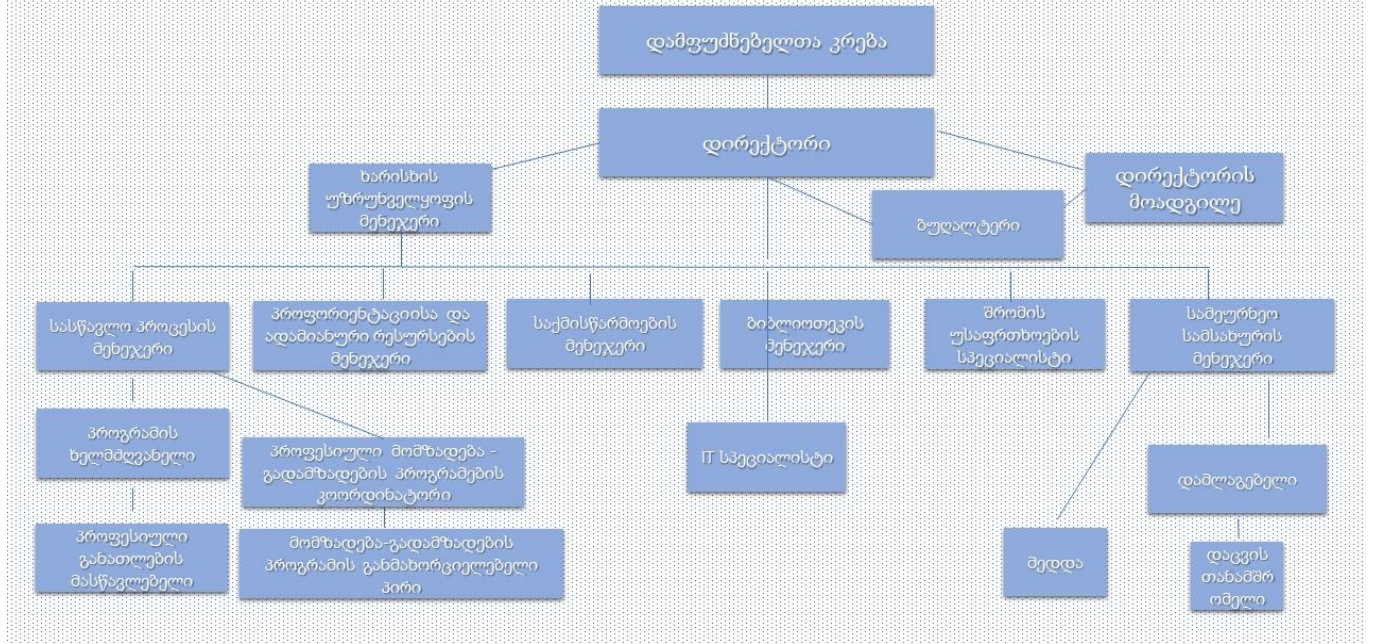 დამფუძნებელთა კრება
დირექტორი
ხარისხის
უზრუნველყოფის
მენეჯერი
დირექტორის
მოადგილე
ბუღალტერი
სასწავლო პროცესის
მენეჯერი
პროფორიენტაციისა და
ადამიანური რესურსების
მენეჯერი
საქმისწარმოების
მენეჯერი
ბიბლიოთეკის
მენეჯერი
შრომის
უსაფრთხოების
სპეციალისტი
სამეურნეო
სამსახურის
მენეჯერი
პროგრამის
ხელმძღვანელი
პროფესიული მომზადება -
გადამზადების პროგრამების
კოორდინატორი
IT სპეციალისტი
დამლაგებელი
პროფესიული
განათლების
მასწავლებელი
მომზადება-გადამზადების
პროგრამის განმახორციელებელი
პირი
მედდა
დაცვის
თანამშრ
ომელი